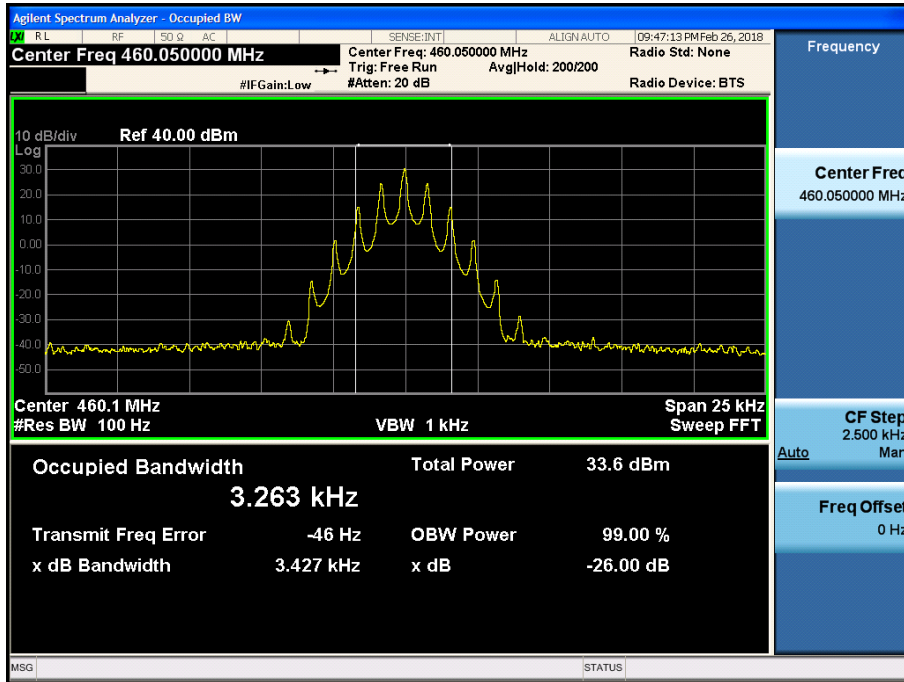 Agilent Spectrum Analyzer - Occupied BW
LXI RL RF 50 Ω AC SENSE:INT ALIGN AUTO 09:47:13 PM Feb 26, 2018
Center Freq 460.050000 MHz
Center Freq: 460.050000 MHz
Radio Std: None
Trig: Free Run Avg|Hold: 200/200
#IFGain:Low
#Atten: 20 dB
Radio Device: BTS
10 dB/div Ref 40.00 dBm
Log
30.0
20.0
10.0
0.00
-10.0
-20.0
-30.0
-40.0
-50.0
Center 460.1 MHz Span 25 kHz
#Res BW 100 Hz VBW 1 kHz Sweep FFT
Occupied Bandwidth Total Power 33.6 dBm
3.263 kHz
Transmit Freq Error -46 Hz OBW Power 99.00 %
x dB Bandwidth 3.427 kHz x dB -26.00 dB
MSG STATUS
Frequency
Center Freq
460.050000 MHz
CF Step
2.500 kHz
Auto Man
Freq Offset
0 Hz